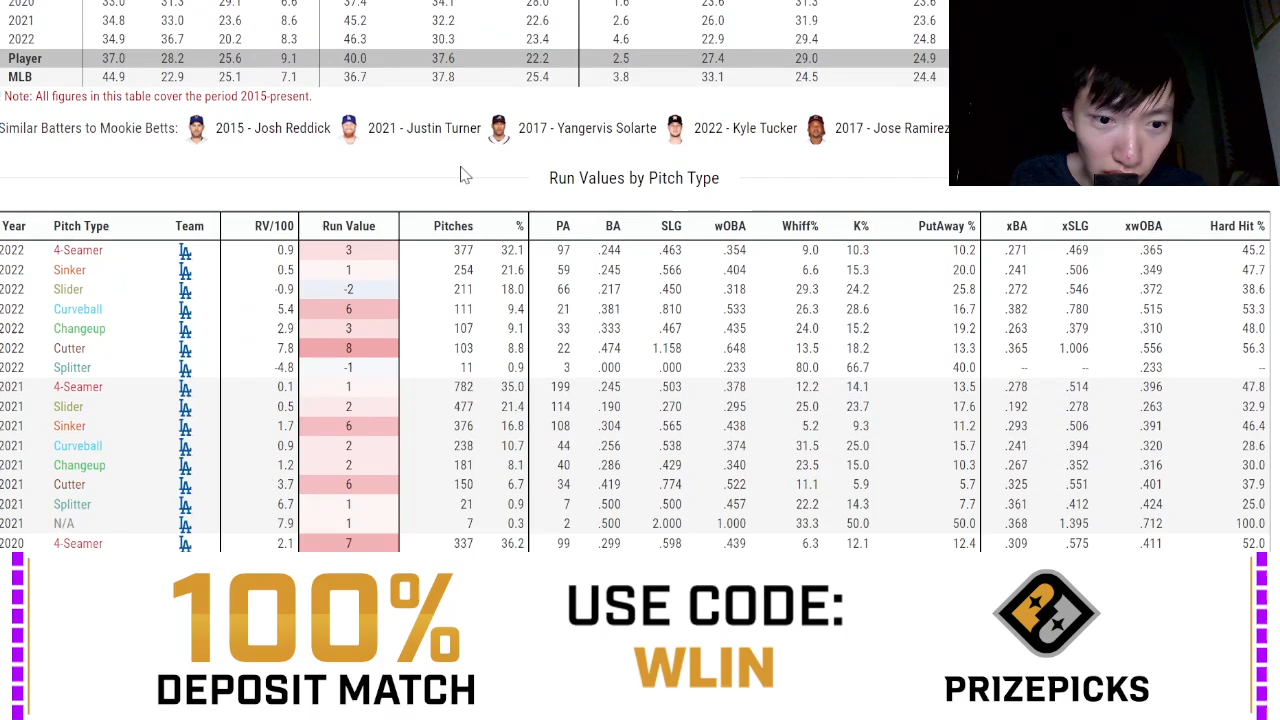 2020 33.0 31.3 29.1 6.6 37.4 34.1 28.0 1.6 23.6 31.3 23.6
2021 34.8 33.0 23.6 8.6 45.2 32.2 22.6 2.6 26.0 31.9 23.6
2022 34.9 36.7 20.2 8.3 46.3 30.3 23.4 4.6 22.9 29.4 24.8
Player 37.0 28.2 25.6 9.1 40.0 37.6 22.2 2.5 27.4 29.0 24.9
MLB 44.9 22.9 25.1 7.1 36.7 37.8 25.4 3.8 33.1 24.5 24.4
Note: All figures in this table cover the period 2015-present.
Similar Batters to Mookie Betts: 2015 - Josh Reddick 2021 - Justin Turner 2017 - Yangervis Solarte 2022 - Kyle Tucker 2017 - Jose Ramirez
Run Values by Pitch Type
Year Pitch Type Team RV/100 Run Value Pitches % PA BA SLG wOBA Whiff% K% PutAway % xBA xSLG xwOBA Hard Hit %
2022 4-Seamer LA 0.9 3 377 32.1 97 .244 .463 .354 9.0 10.3 10.2 .271 .469 .365 45.2
2022 Sinker LA 0.5 1 254 21.6 59 .245 .566 .404 6.6 15.3 20.0 .241 .506 .349 47.7
2022 Slider LA -0.9 -2 211 18.0 66 .217 .450 .318 29.3 24.2 25.8 .272 .546 .372 38.6
2022 Curveball LA 5.4 6 111 9.4 21 .381 .810 .533 26.3 28.6 16.7 .382 .780 .515 53.3
2022 Changeup LA 2.9 3 107 9.1 33 .333 .467 .435 24.0 15.2 19.2 .263 .379 .310 48.0
2022 Cutter LA 7.8 8 103 8.8 22 .474 1.158 .648 13.5 18.2 13.3 .365 1.006 .556 56.3
2022 Splitter LA -4.8 -1 11 0.9 3 .000 .000 .233 80.0 66.7 40.0 -- -- .233 --
2021 4-Seamer LA 0.1 1 782 35.0 199 .245 .503 .378 12.2 14.1 13.5 .278 .514 .396 47.8
2021 Slider LA 0.5 2 477 21.4 114 .190 .270 .295 25.0 23.7 17.6 .192 .278 .263 32.9
2021 Sinker LA 1.7 6 376 16.8 108 .304 .565 .438 5.2 9.3 11.2 .293 .506 .391 46.4
2021 Curveball LA 0.9 2 238 10.7 44 .256 .538 .374 31.5 25.0 15.7 .241 .394 .320 28.6
2021 Changeup LA 1.2 2 181 8.1 40 .286 .429 .340 23.5 15.0 10.3 .267 .352 .316 30.0
2021 Cutter LA 3.7 6 150 6.7 34 .419 .774 .522 11.1 5.9 7.7 .310 .530 .401 37.9
2021 Splitter LA 6.7 1 21 0.9 7 .500 .500 .457 22.2 14.3 7.7 .361 .412 .424 25.0
2021 N/A LA 7.9 1 7 0.3 2 .500 2.000 1.000 33.3 50.0 50.0 .368 1.395 .712 100.0
2020 4-Seamer LA 2.1 7 337 36.2 99 .299 .598 .439 6.3 12.1 12.4 .309 .575 .411 52.0
100% USE CODE:
DEPOSIT MATCH WLIN PRIZEPICKS